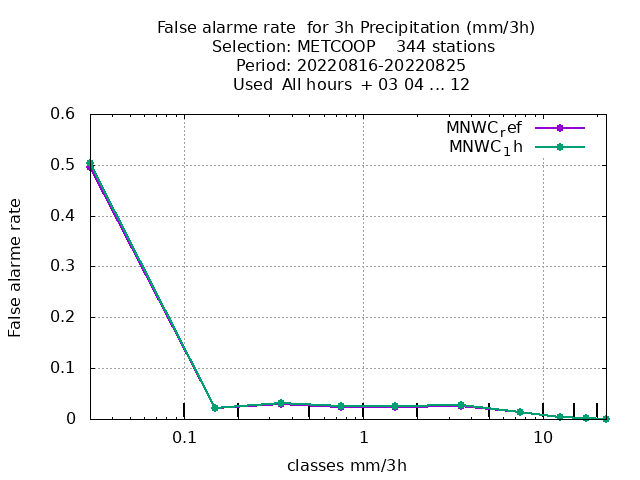 False alarme rate  for 3h Precipitation (mm/3h)
Selection: METCOOP    344 stations
Period: 20220816-20220825
Used  All hours  + 03 04 ... 12
MNWCref
MNWC1h
0.6
0.5
0.4
0.3
0.2
0.1
0
False alarme rate
0.1 1 10
classes mm/3h